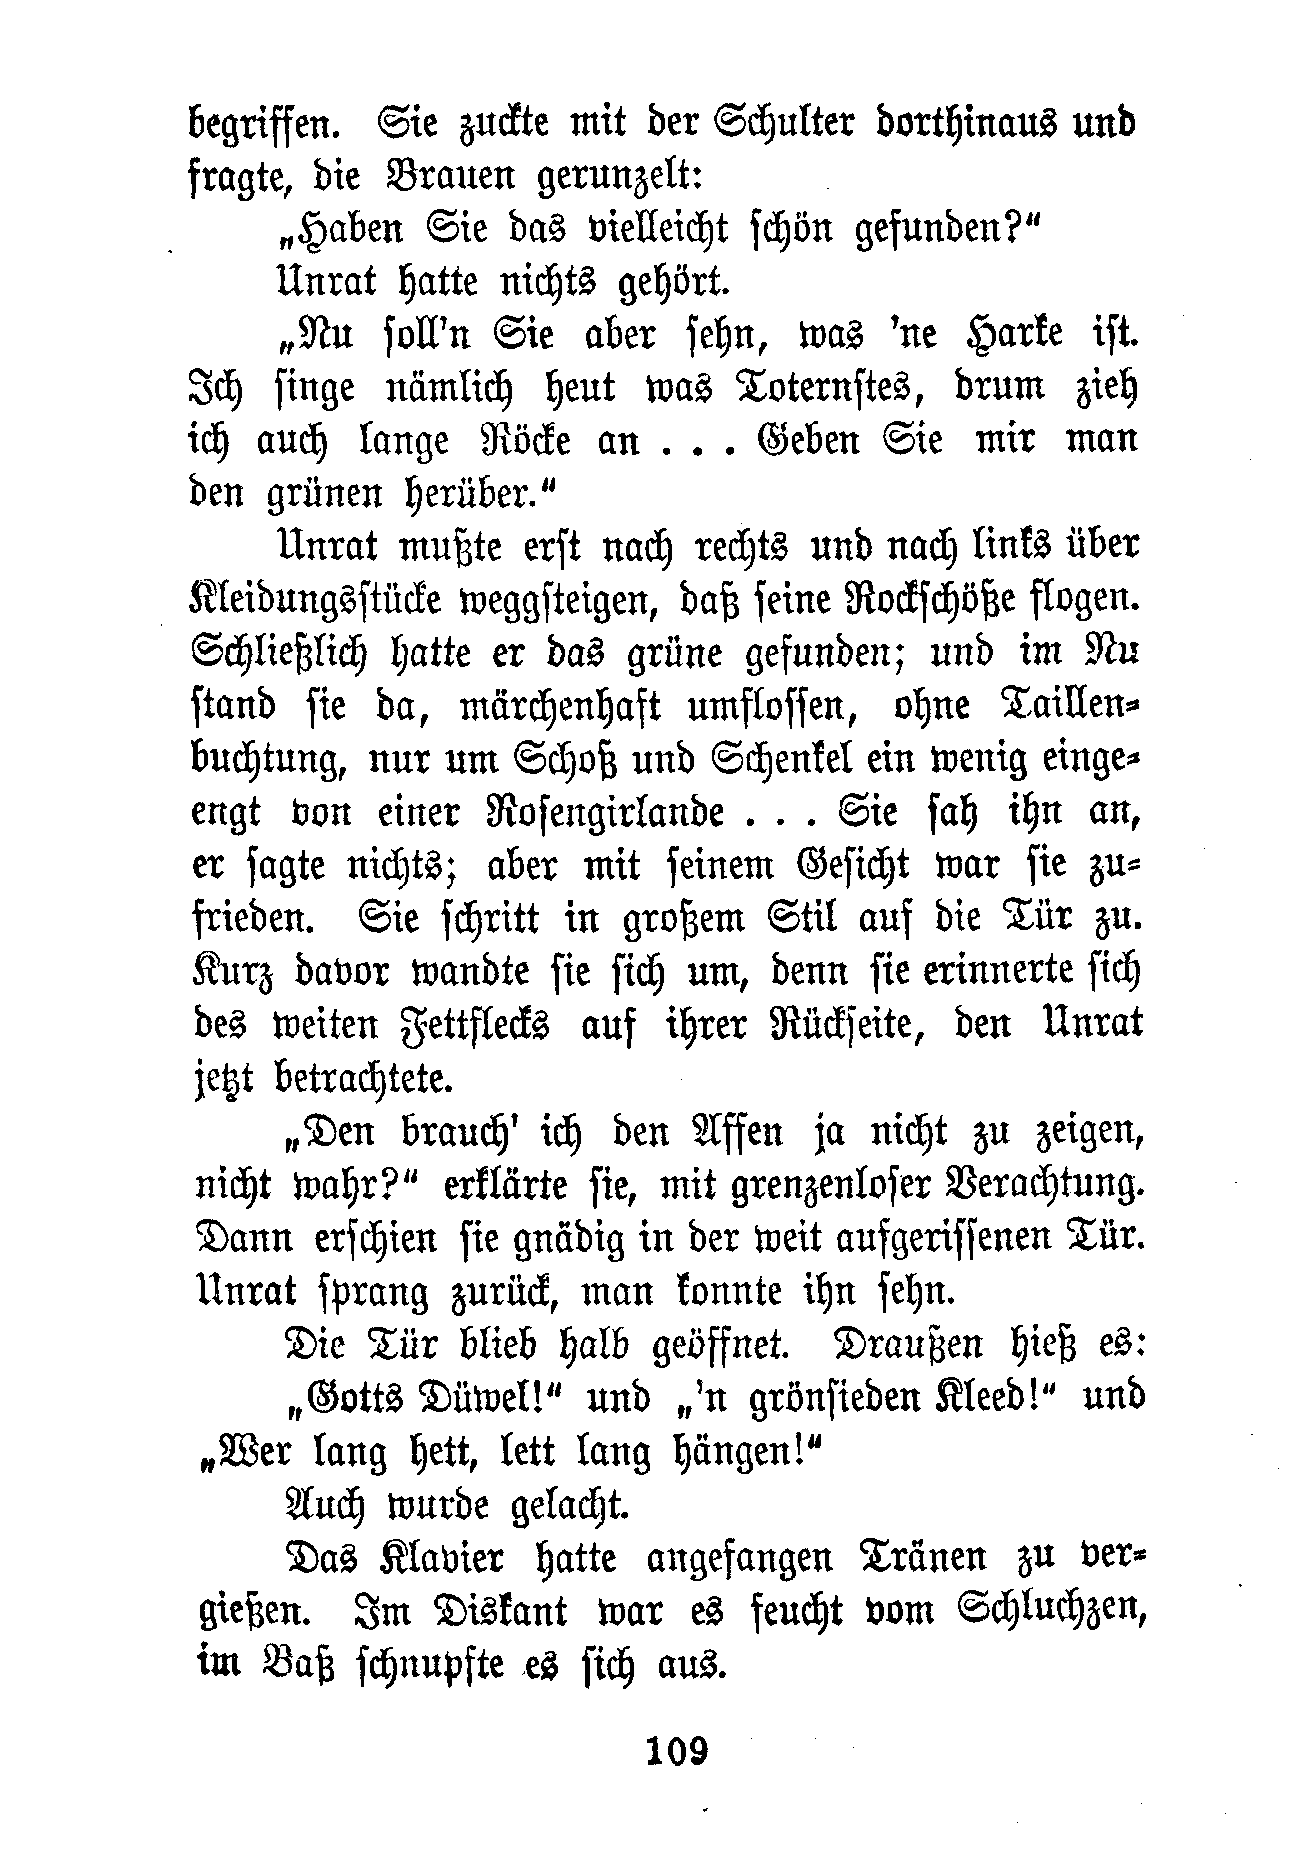 begriffen. Sie zuckte mit der Schulter dorthinaus und
fragte, die Brauen gerunzelt:
„Haben Sie das vielleicht schön gefunden?“
Unrat hatte nichts gehört.
„Nu soll'n Sie aber sehn, was 'ne Harke ist.
Ich singe nämlich heut was Toternstes, drum zieh
ich auch lange Röcke an . . . Geben Sie mir man
den grünen herüber.“
Unrat mußte erst nach rechts und nach links über
Kleidungsstücke weggsteigen, daß seine Rockschöße flogen.
Schließlich hatte er das grüne gefunden; und im Nu
stand sie da, märchenhaft umflossen, ohne Taillen-
buchtung, nur um Schoß und Schenkel ein wenig einge-
engt von einer Rosengirlande . . . Sie sah ihn an,
er sagte nichts; aber mit seinem Gesicht war sie zu-
frieden. Sie schritt in großem Stil auf die Tür zu.
Kurz davor wandte sie sich um, denn sie erinnerte sich
des weiten Fettflecks auf ihrer Rückseite, den Unrat
jetzt betrachtete.
„Den brauch' ich den Affen ja nicht zu zeigen,
nicht wahr?“ erklärte sie, mit grenzenloser Verachtung.
Dann erschien sie gnädig in der weit aufgerissenen Tür.
Unrat sprang zurück, man konnte ihn sehn.
Die Tür blieb halb geöffnet. Draußen hieß es:
„Gotts Düwel!“ und „'n grönsieden Kleed!“ und
„Wer lang hett, lett lang hängen!“
Auch wurde gelacht.
Das Klavier hatte angefangen Tränen zu ver-
gießen. Im Diskant war es feucht vom Schluchzen,
im Baß schnupfte es sich aus.
109